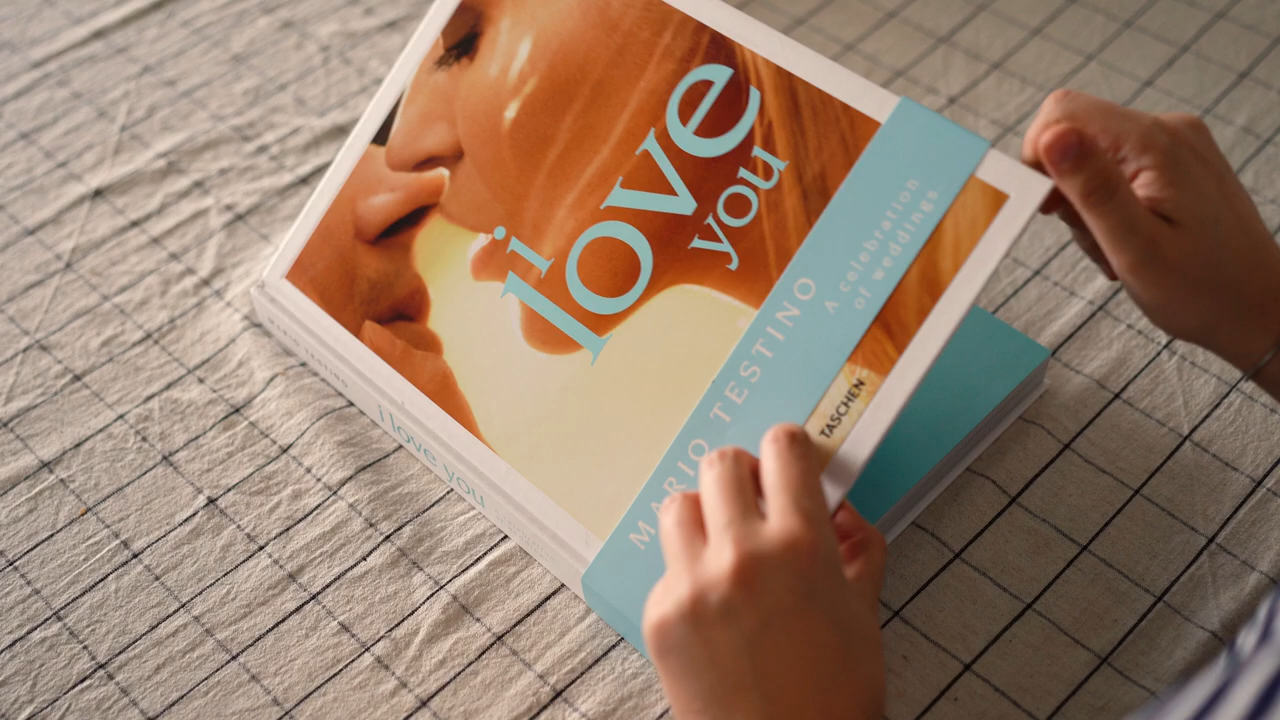 i love
you
MARIO TESTINO
A celebration
of weddings
TASCHEN
i love you